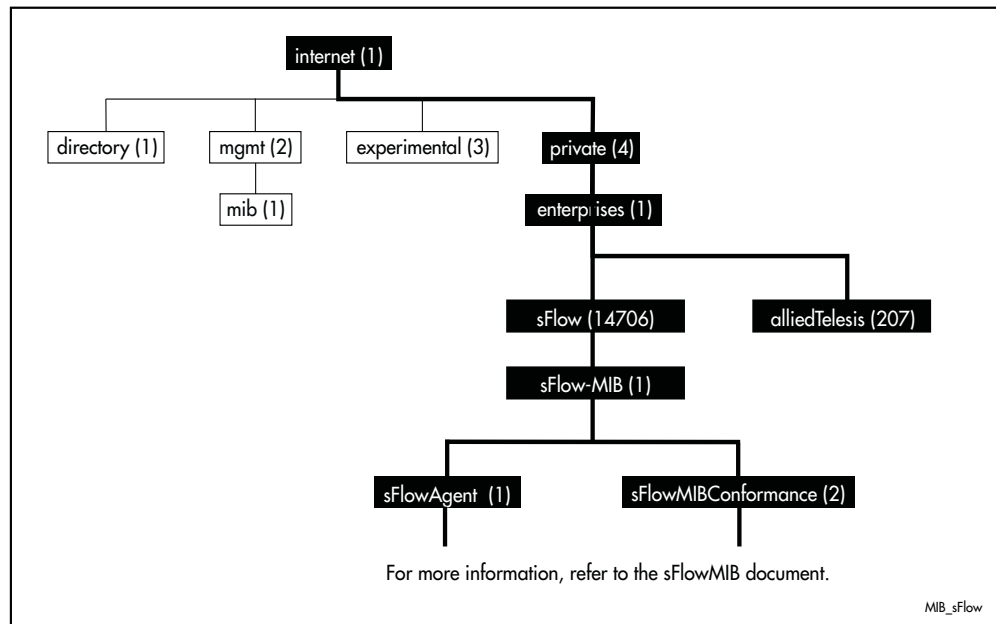 internet (1)
directory (1)
mgmt (2)
experimental (3)
private (4)
mib (1)
enterprises (1)
sFlow (14706)
alliedTelesis (207)
sFlow-MIB (1)
sFlowAgent (1)
sFlowMIBConformance (2)
For more information, refer to the sFlowMIB document.
MIB_sFlow